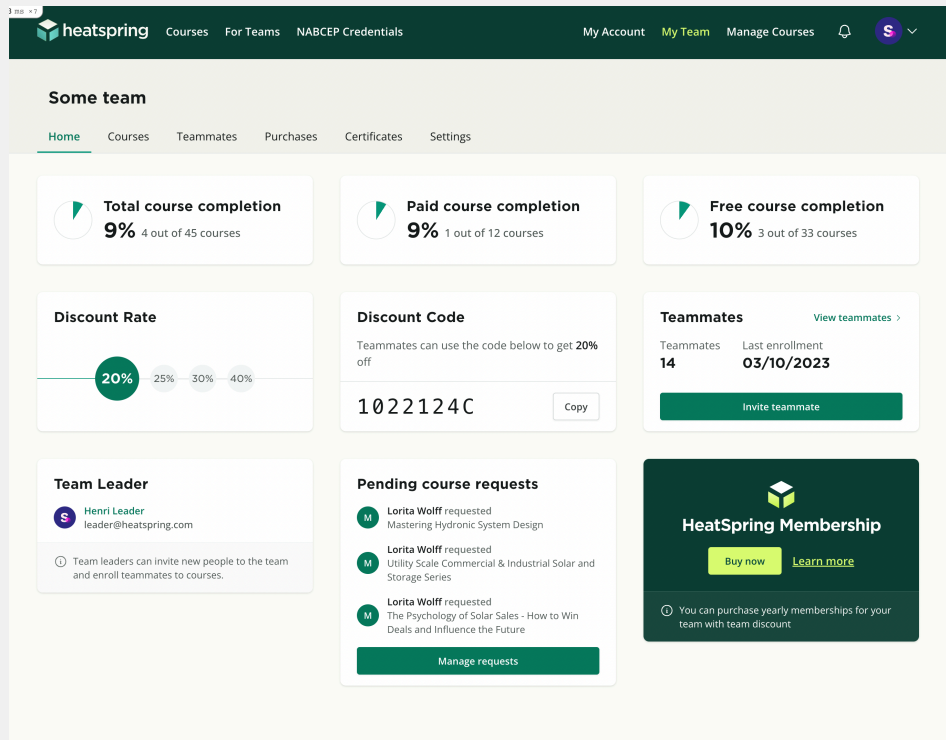 ms ×7
heatspring Courses For Teams NABCEP Credentials My Account My Team Manage Courses S
Some team
Home Courses Teammates Purchases Certificates Settings
Total course completion
9% 4 out of 45 courses
Paid course completion
9% 1 out of 12 courses
Free course completion
10% 3 out of 33 courses
Discount Rate
20% 25% 30% 40%
Discount Code
Teammates can use the code below to get 20%
off
1022124C Copy
Teammates View teammates
Teammates Last enrollment
14 03/10/2023
Invite teammate
Team Leader
S Henri Leader
leader@heatspring.com
Team leaders can invite new people to the team
and enroll teammates to courses.
Pending course requests
M Lorita Wolff requested
Mastering Hydronic System Design
M Lorita Wolff requested
Utility Scale Commercial & Industrial Solar and
Storage Series
M Lorita Wolff requested
The Psychology of Solar Sales - How to Win
Deals and Influence the Future
Manage requests
HeatSpring Membership
Buy now Learn more
You can purchase yearly memberships for your
team with team discount